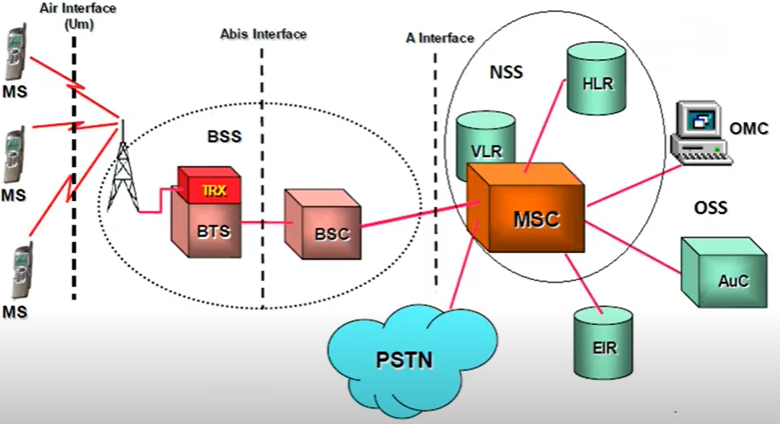 Air Interface
(Um)
Abis Interface
A Interface
MS
MS
MS
BSS
TRX
BTS
BSC
NSS
HLR
VLR
MSC
OMC
OSS
AuC
EIR
PSTN